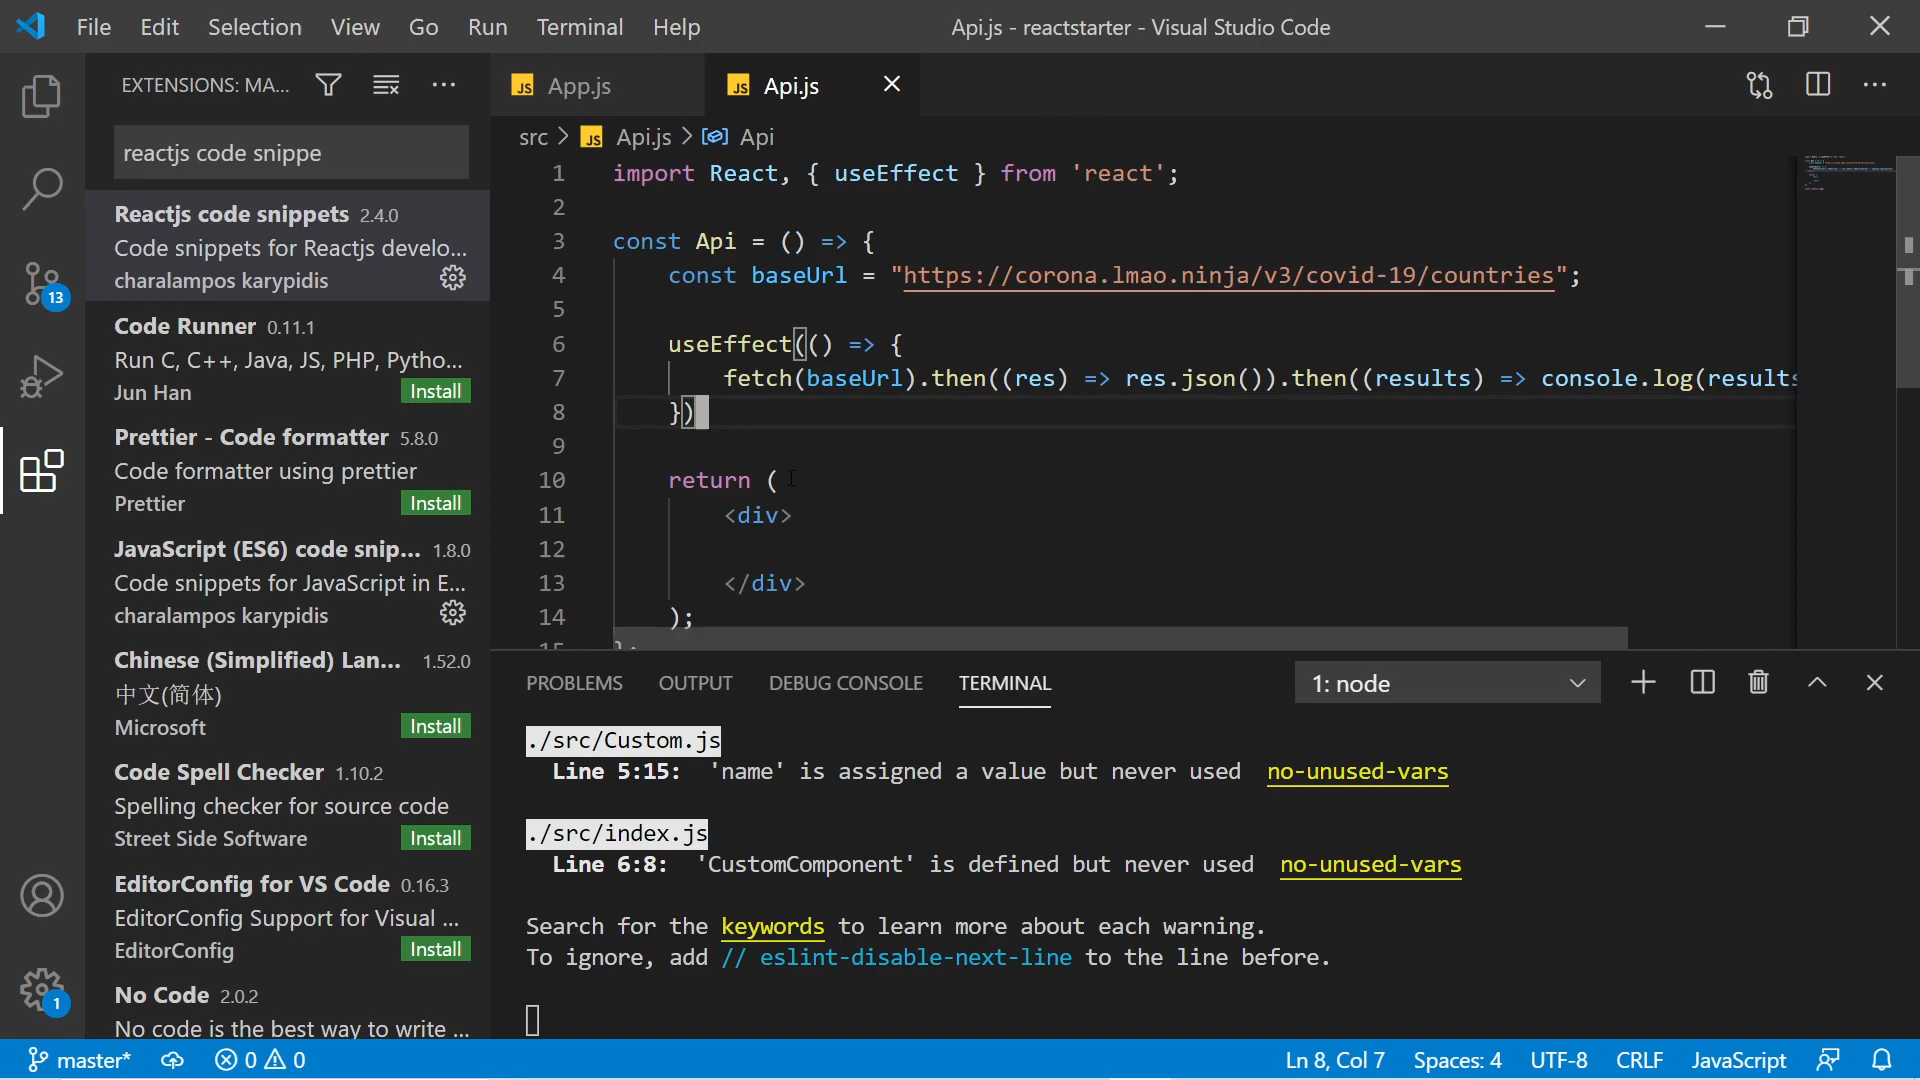 File Edit Selection View Go Run Terminal Help
Api.js - reactstarter - Visual Studio Code
EXTENSIONS: MA...
reactjs code snippe
Reactjs code snippets 2.4.0
Code snippets for Reactjs develo...
charalampos karypidis
Code Runner 0.11.1
Run C, C++, Java, JS, PHP, Pytho...
Jun Han Install
Prettier - Code formatter 5.8.0
Code formatter using prettier
Prettier Install
JavaScript (ES6) code snip... 1.8.0
Code snippets for JavaScript in E...
charalampos karypidis
Chinese (Simplified) Lan... 1.52.0
中文(简体)
Microsoft Install
Code Spell Checker 1.10.2
Spelling checker for source code
Street Side Software Install
EditorConfig for VS Code 0.16.3
EditorConfig Support for Visual ...
EditorConfig Install
No Code 2.0.2
No code is the best way to write ...
13
1
JS App.js JS Api.js
src > JS Api.js > Api
1 import React, { useEffect } from 'react';
2
3 const Api = () => {
4 const baseUrl = "https://corona.lmao.ninja/v3/covid-19/countries";
5
6 useEffect(() => {
7 fetch(baseUrl).then((res) => res.json()).then((results) => console.log(results
8 })
9
10 return (
11 <div>
12
13 </div>
14 );
PROBLEMS OUTPUT DEBUG CONSOLE TERMINAL 1: node
./src/Custom.js
Line 5:15: 'name' is assigned a value but never used no-unused-vars
./src/index.js
Line 6:8: 'CustomComponent' is defined but never used no-unused-vars
Search for the keywords to learn more about each warning.
To ignore, add // eslint-disable-next-line to the line before.
master* 0 0 Ln 8, Col 7 Spaces: 4 UTF-8 CRLF JavaScript